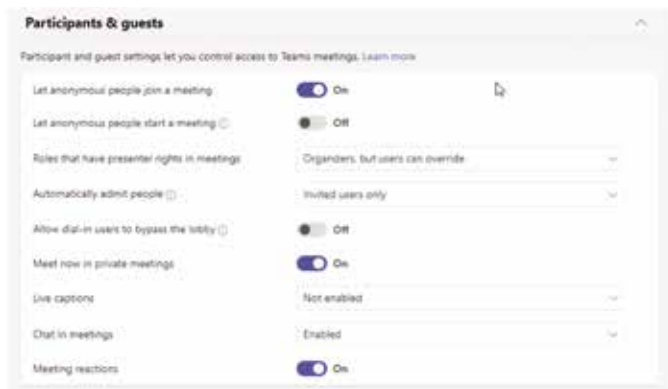 Participants & guests
Participant and guest settings let you control access to Teams meetings. Learn more
Let anonymous people join a meeting On
Let anonymous people start a meeting Off
Roles that have presenter rights in meetings Organizers, but users can override
Automatically admit people Invited users only
Allow dial-in users to bypass the lobby Off
Meet now in private meetings On
Live captions Not enabled
Chat in meetings Enabled
Meeting reactions On